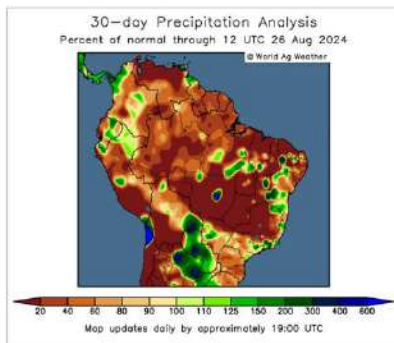 30-day Precipitation Analysis
Percent of normal through 12 UTC 26 Aug 2024
© World Ag Weather
20 40 60 80 90 100 110 125 150 200 300 400 600
Map updates daily by approximately 19:00 UTC